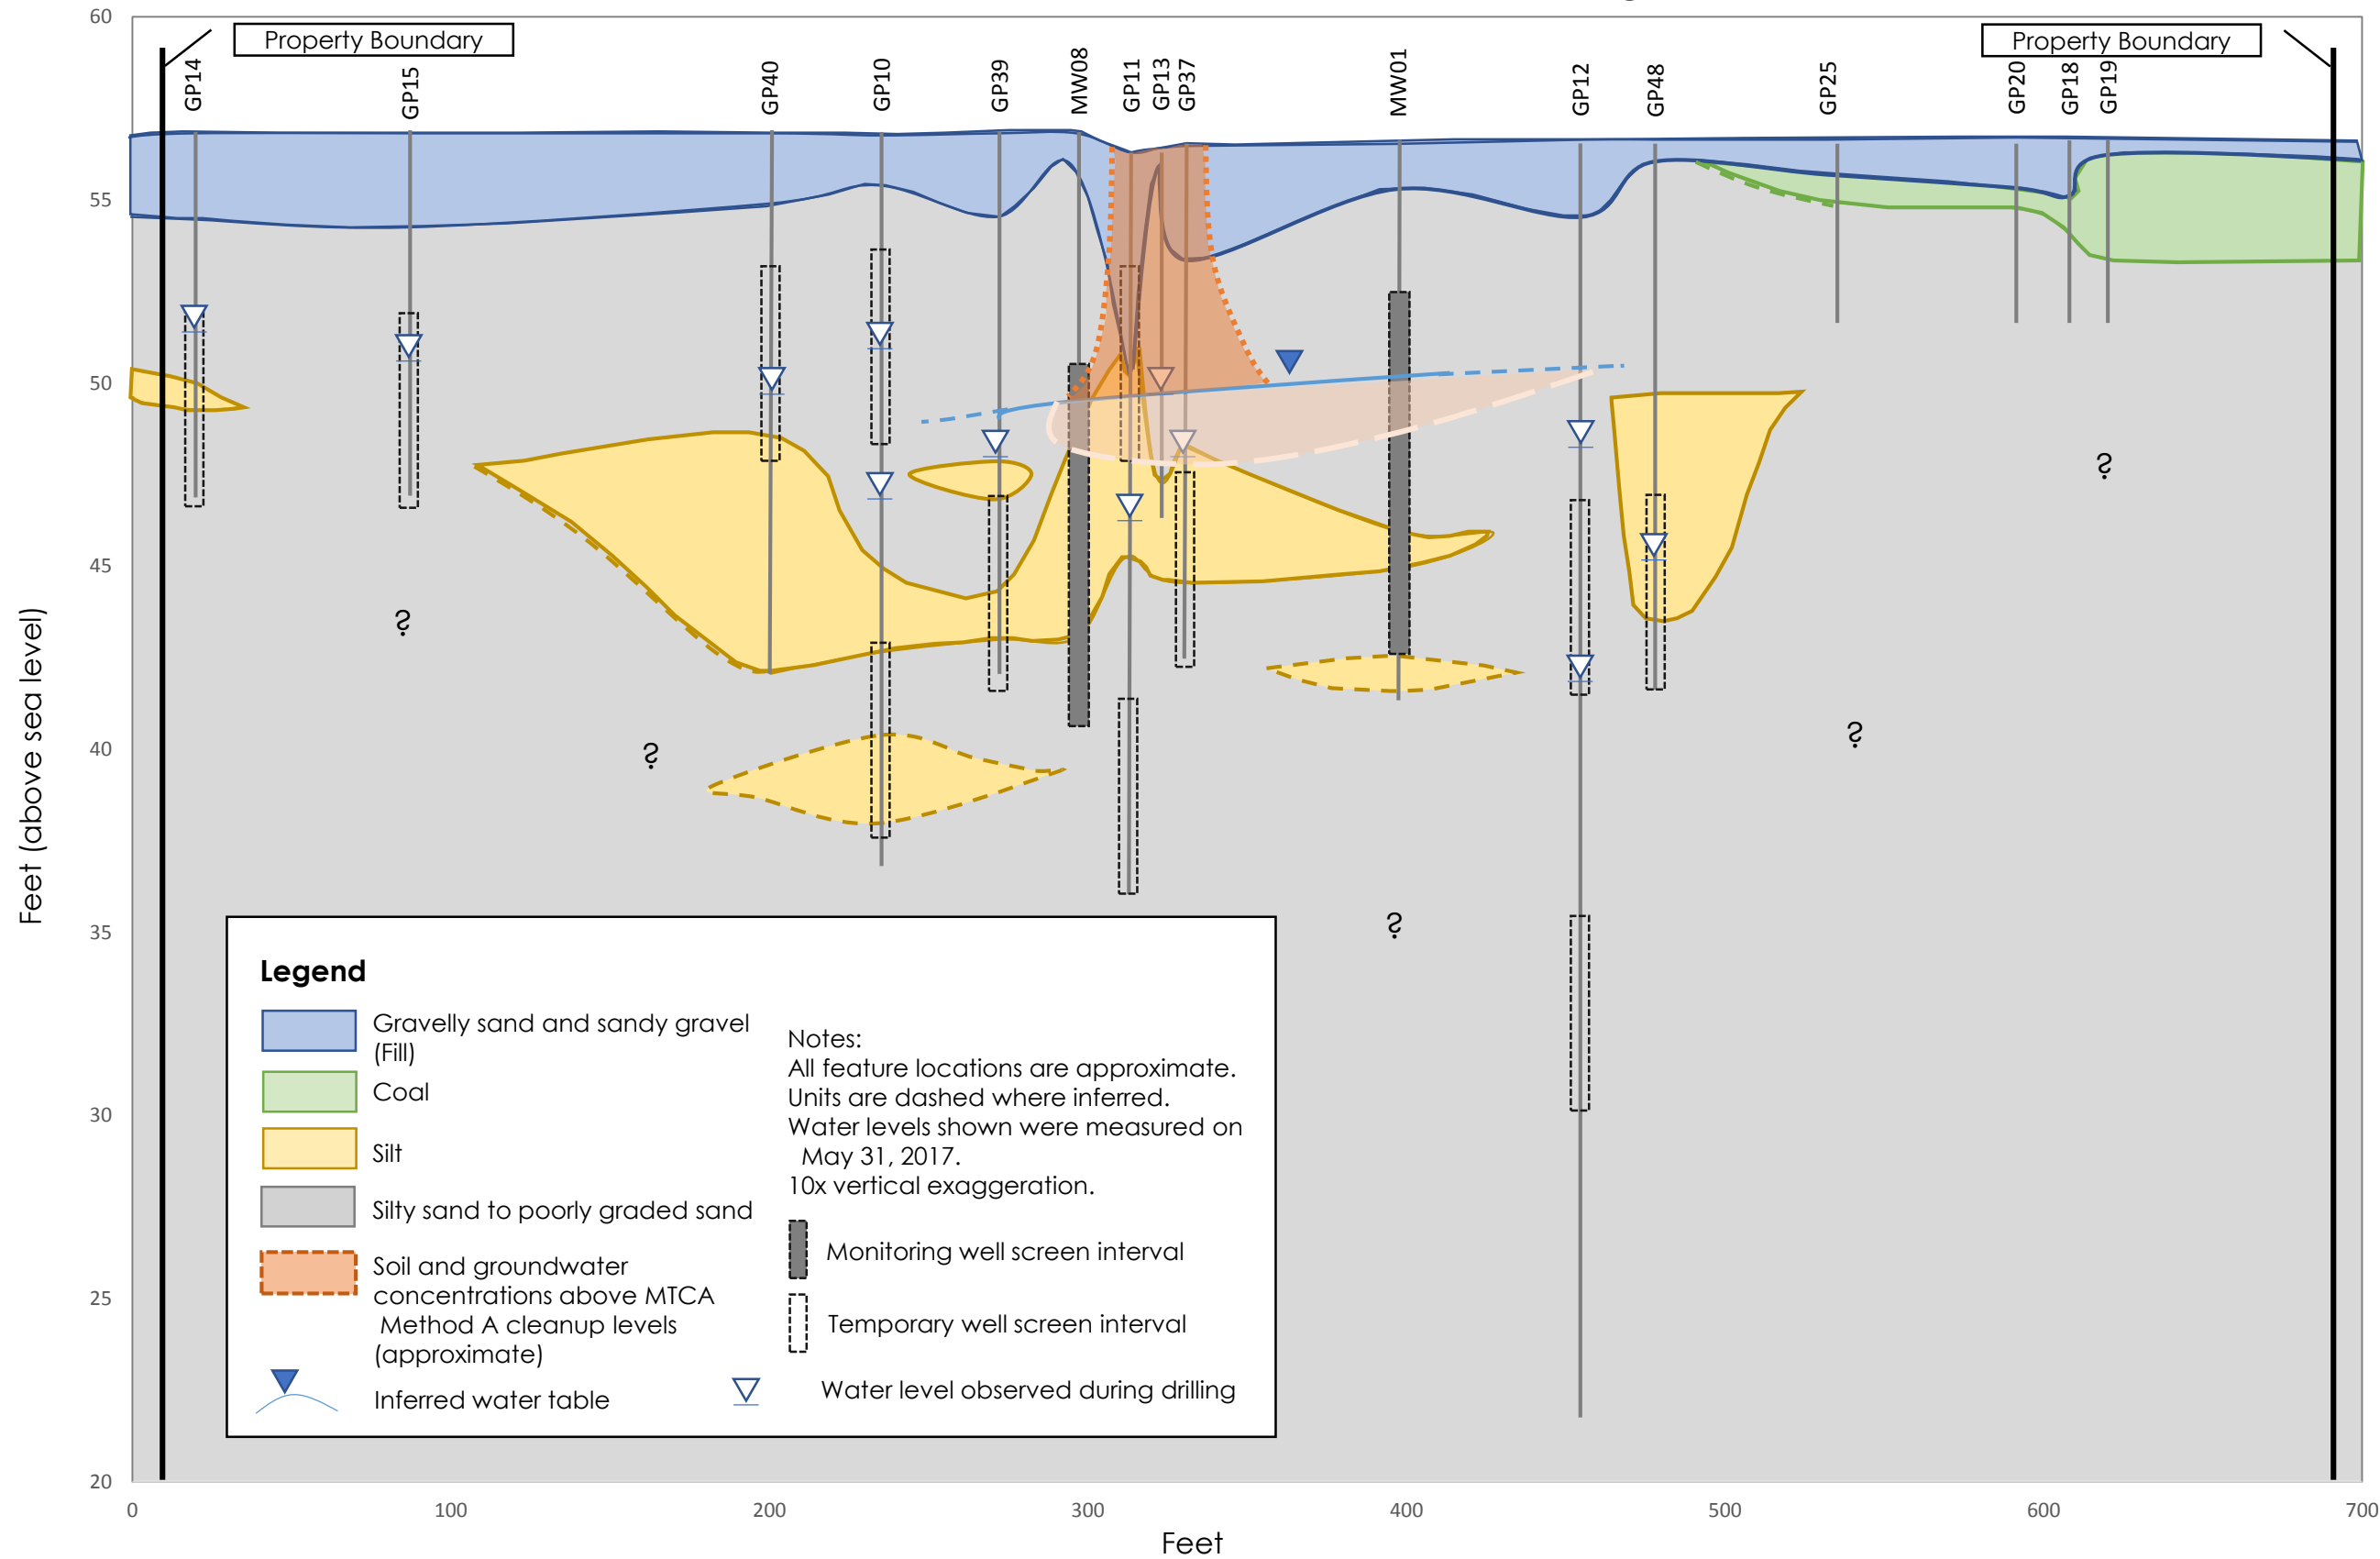 60
Property Boundary
Property Boundary
GP14
GP15
GP40
GP10
GP39
MW08
GP11
GP13
GP37
MW01
GP12
GP48
GP25
GP20
GP18
GP19
55
50
45
40
35
30
25
20
Feet (above sea level)
?
?
?
?
?
Legend
Gravelly sand and sandy gravel
(Fill)
Coal
Silt
Silty sand to poorly graded sand
Soil and groundwater
concentrations above MTCA
Method A cleanup levels
(approximate)
Inferred water table
Notes:
All feature locations are approximate.
Units are dashed where inferred.
Water levels shown were measured on
May 31, 2017.
10x vertical exaggeration.
Monitoring well screen interval
Temporary well screen interval
Water level observed during drilling
0
100
200
300
400
500
600
700
Feet